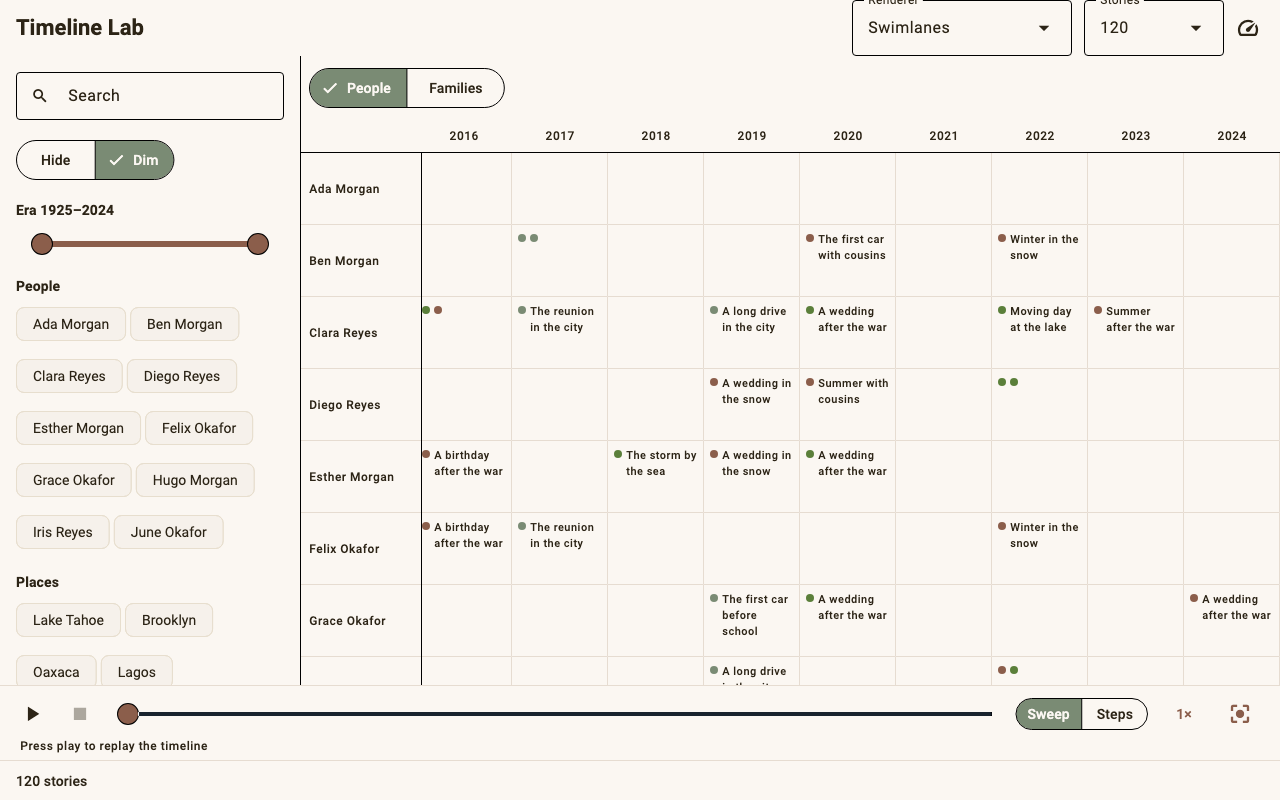 Timeline Lab
Renderer
Swimlanes
Stories
120
Search
Hide
Dim
Era 1925–2024
People
Ada Morgan
Ben Morgan
Clara Reyes
Diego Reyes
Esther Morgan
Felix Okafor
Grace Okafor
Hugo Morgan
Iris Reyes
June Okafor
Places
Lake Tahoe
Brooklyn
Oaxaca
Lagos
People
Families
2016 2017 2018 2019 2020 2021 2022 2023 2024
Ada Morgan
Ben Morgan
The first car
with cousins
Winter in the
snow
Clara Reyes
The reunion
in the city
A long drive
in the city
A wedding
after the war
Moving day
at the lake
Summer
after the war
Diego Reyes
A wedding in
the snow
Summer with
cousins
Esther Morgan
A birthday
after the war
The storm by
the sea
A wedding in
the snow
A wedding
after the war
Felix Okafor
A birthday
after the war
The reunion
in the city
Winter in the
snow
Grace Okafor
The first car
before
school
A wedding
after the war
A wedding
after the war
A long drive
Sweep
Steps
1×
Press play to replay the timeline
120 stories